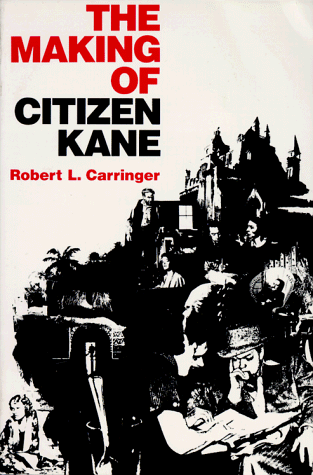 THE
MAKING
OF
CITIZEN
KANE
Robert L. Carringer